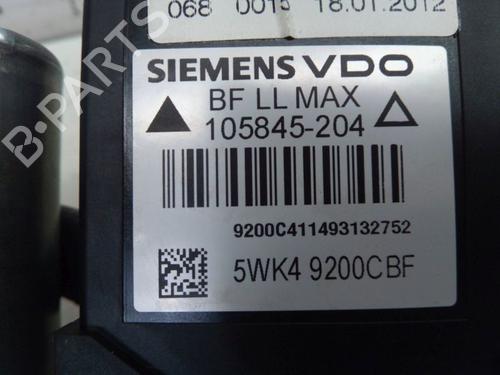 068 0015 18.01.2012
SIEMENS VDO
BF LL MAX
105845-204
9200C411493132752
5WK4 9200CBF
B-PARTS